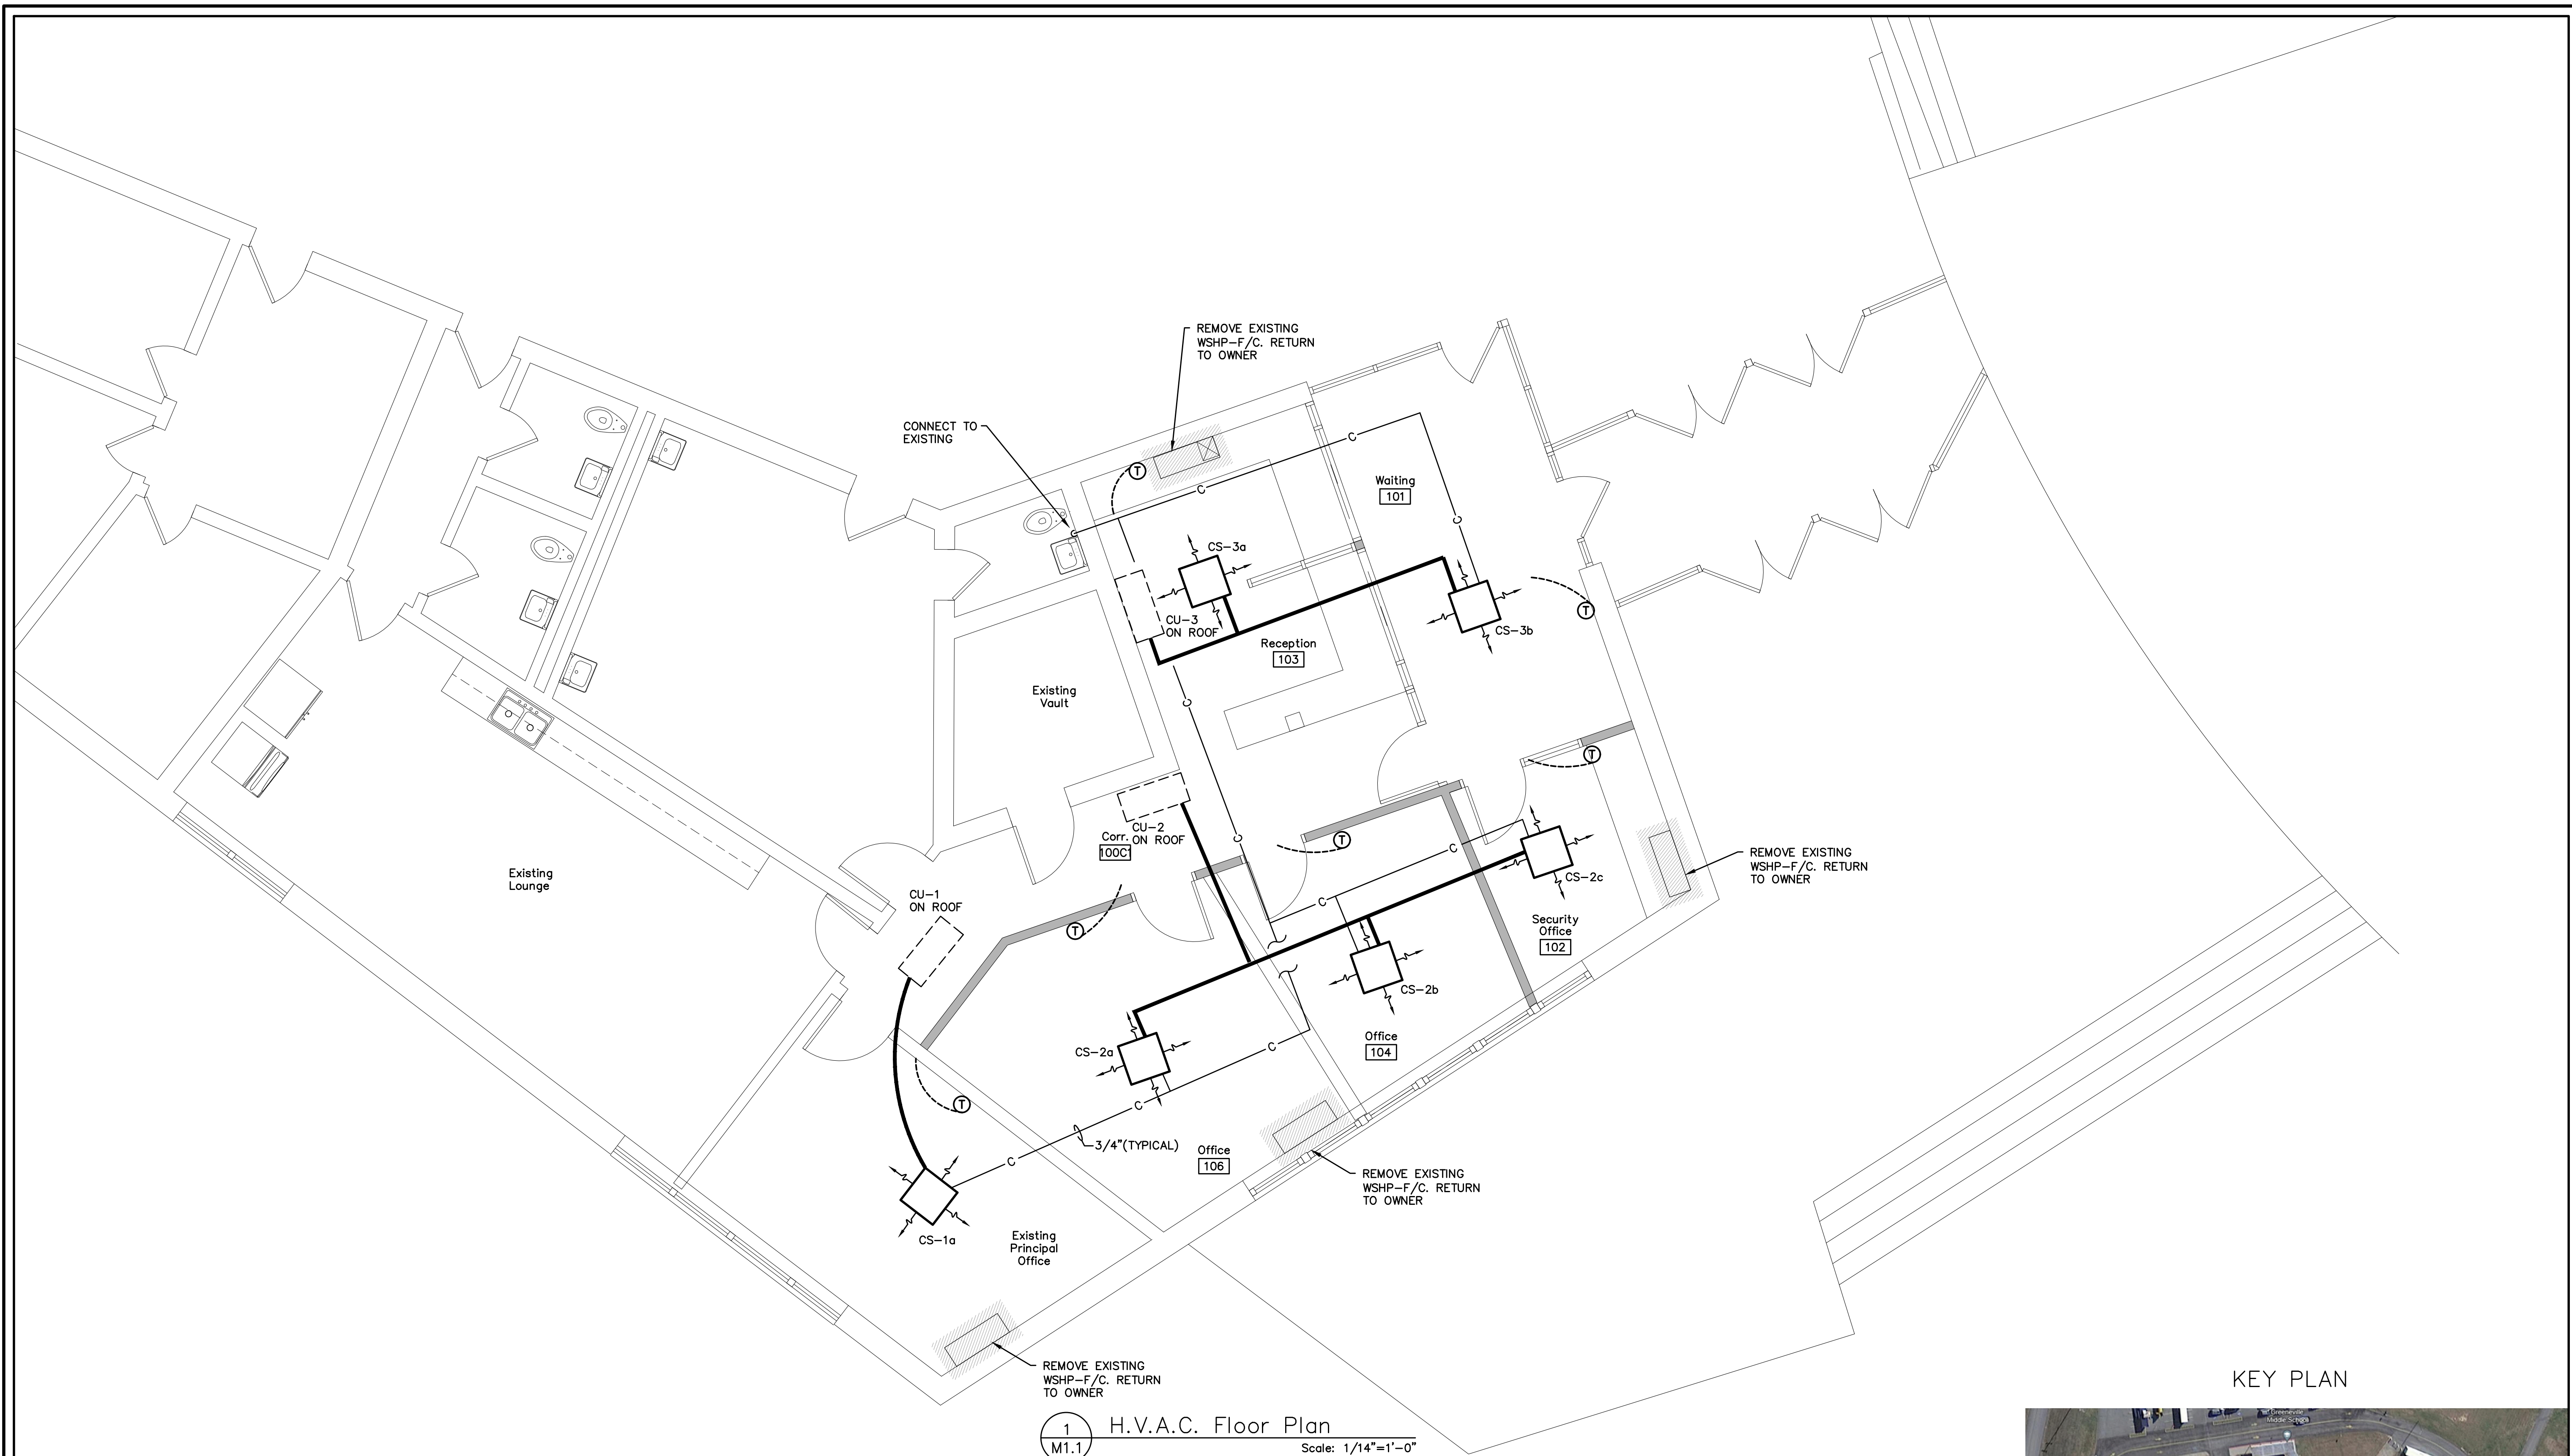 REMOVE EXISTING
WSHP-F/C. RETURN
TO OWNER
CONNECT TO
EXISTING
C
T
C
Waiting
101
C
C
CS-3a
CU-3
ON ROOF
CS-3b
T
Reception
103
Existing
Vault
C
T
CU-2
ON ROOF
Corr.
100C1
C
T
C
CS-2c
REMOVE EXISTING
WSHP-F/C. RETURN
TO OWNER
Existing
Lounge
CU-1
ON ROOF
C
T
Security
Office
102
CS-2b
CS-2a
C
Office
104
T
C
3/4"(TYPICAL)
Office
106
C
REMOVE EXISTING
WSHP-F/C. RETURN
TO OWNER
CS-1a
Existing
Principal
Office
REMOVE EXISTING
WSHP-F/C. RETURN
TO OWNER
1
M1.1
H.V.A.C. Floor Plan
Scale: 1/14"=1'-0"
KEY PLAN
Greeneville
Middle School